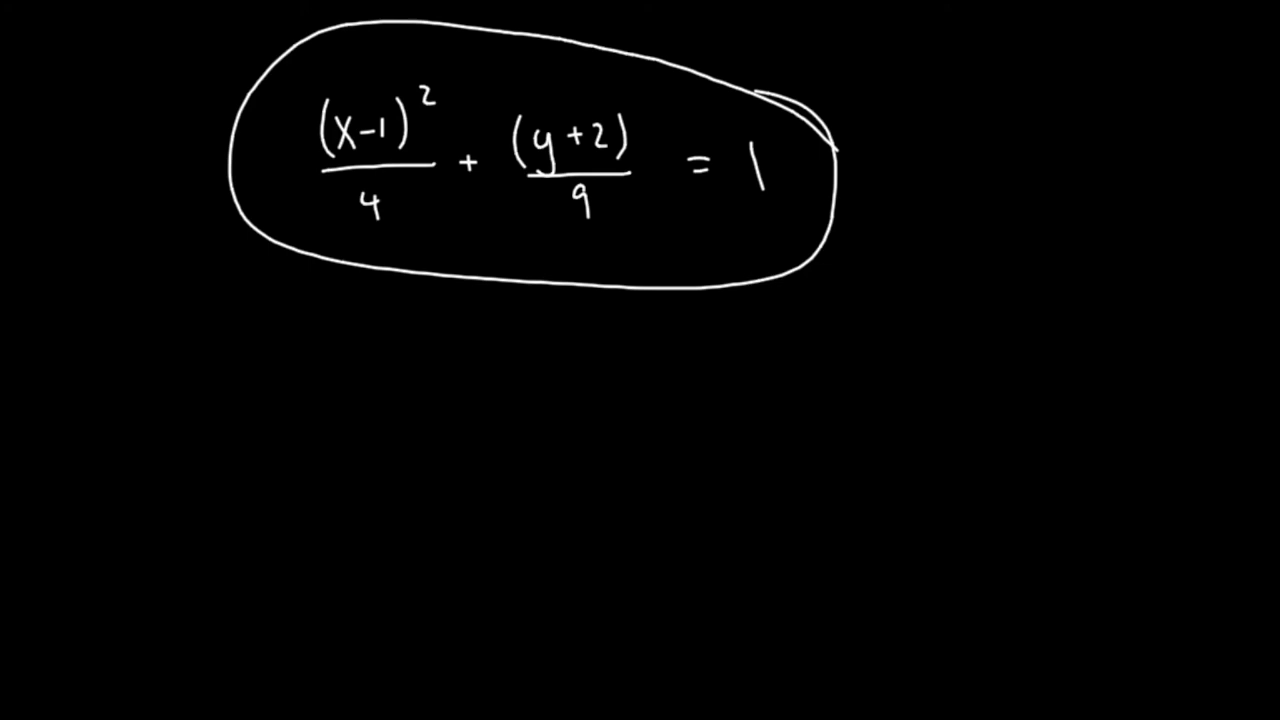 (x-1)²/4 + (y+2)/9 = 1